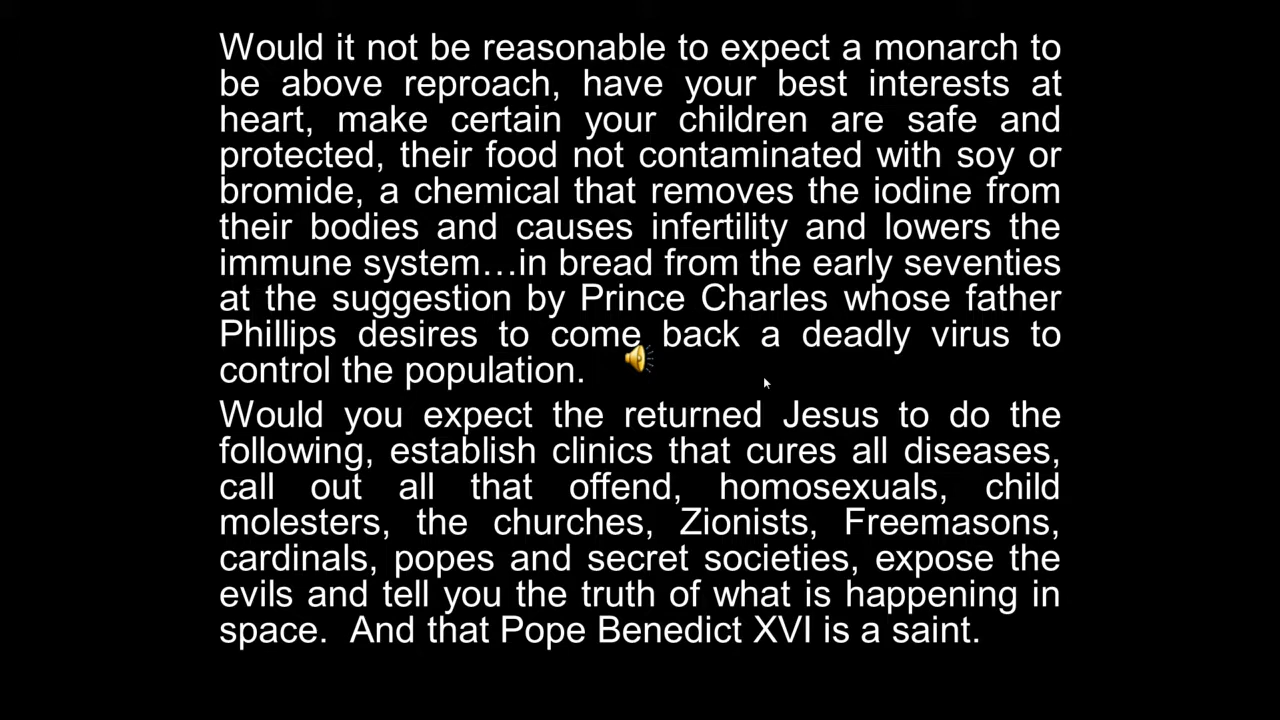 Would it not be reasonable to expect a monarch to
be above reproach, have your best interests at
heart, make certain your children are safe and
protected, their food not contaminated with soy or
bromide, a chemical that removes the iodine from
their bodies and causes infertility and lowers the
immune system…in bread from the early seventies
at the suggestion by Prince Charles whose father
Phillips desires to come back a deadly virus to
control the population.
Would you expect the returned Jesus to do the
following, establish clinics that cures all diseases,
call out all that offend, homosexuals, child
molesters, the churches, Zionists, Freemasons,
cardinals, popes and secret societies, expose the
evils and tell you the truth of what is happening in
space.  And that Pope Benedict XVI is a saint.